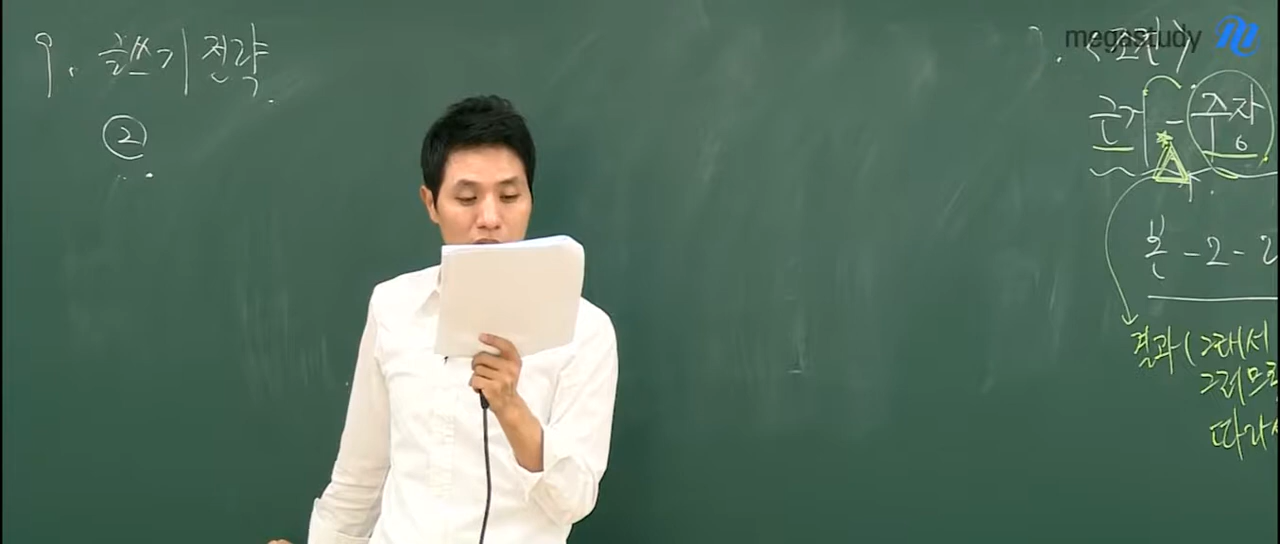 9. 글쓰기 전략.
②
megastudy
근거 - 주장
본 - 2 - 2
결과 (그래서
그러므로
따라서